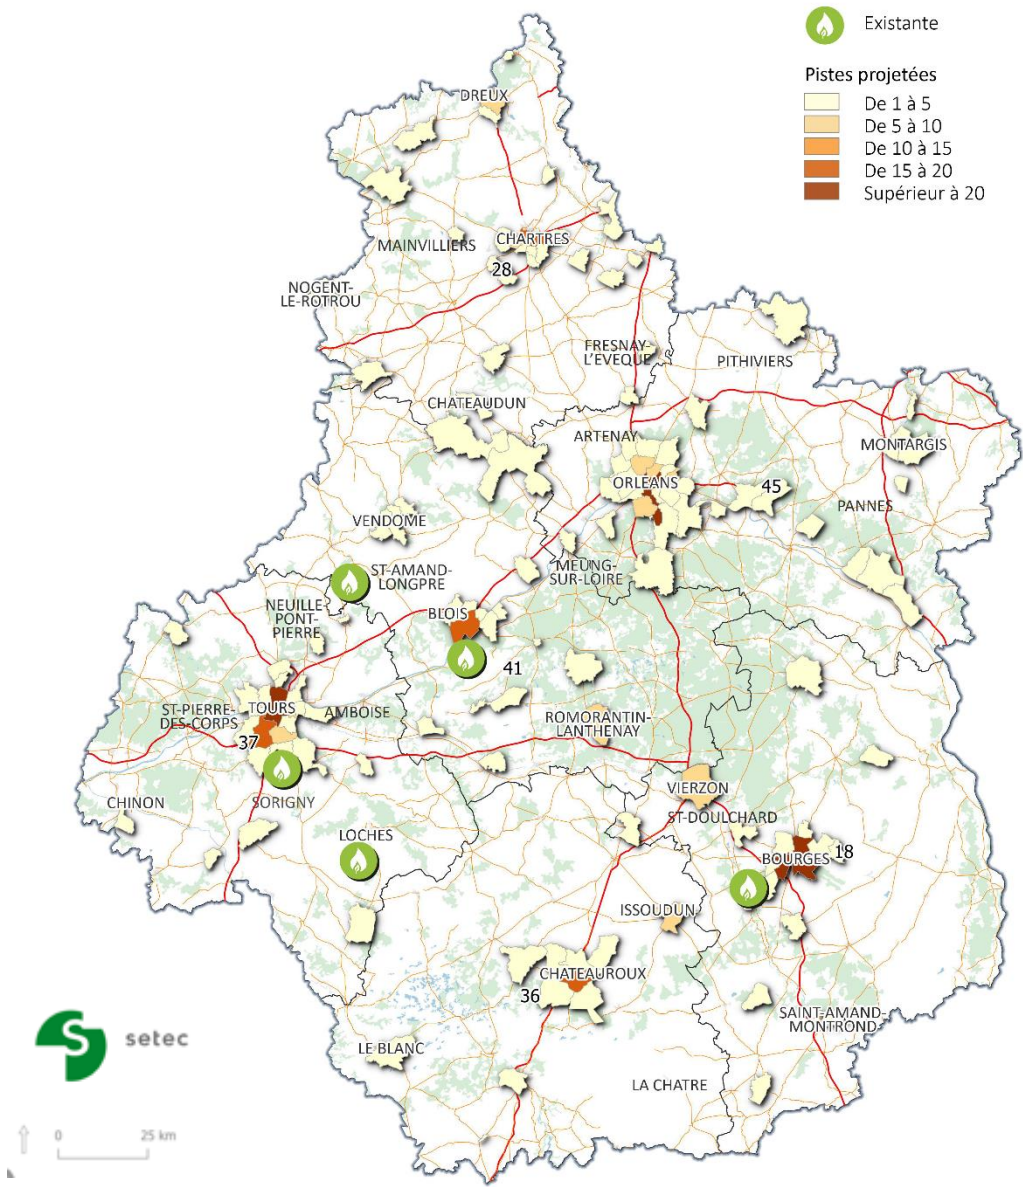 Existante
Pistes projetées
De 1 à 5
De 5 à 10
De 10 à 15
De 15 à 20
Supérieur à 20
DREUX
MAINVILLIERS
CHARTRES
28
NOGENT-
LE-ROTROU
FRESNAY-
L'EVEQUE
PITHIVIERS
CHATEAUDUN
ARTENAY
MONTARGIS
ORLEANS
45
PANNES
VENDOME
MEUNG-
SUR-LOIRE
ST-AMAND-
LONGPRE
NEUILLE-
PONT-
PIERRE
BLOIS
41
ST-PIERRE-
DES-CORPS
TOURS
AMBOISE
ROMORANTIN-
LANTHENAY
37
VIERZON
CHINON
SORIGNY
ST-DOULCHARD
LOCHES
BOURGES
18
ISSOUDUN
CHATEAUROUX
36
SAINT-AMAND-
MONTROND
LE BLANC
LA CHATRE
setec
0
25 km